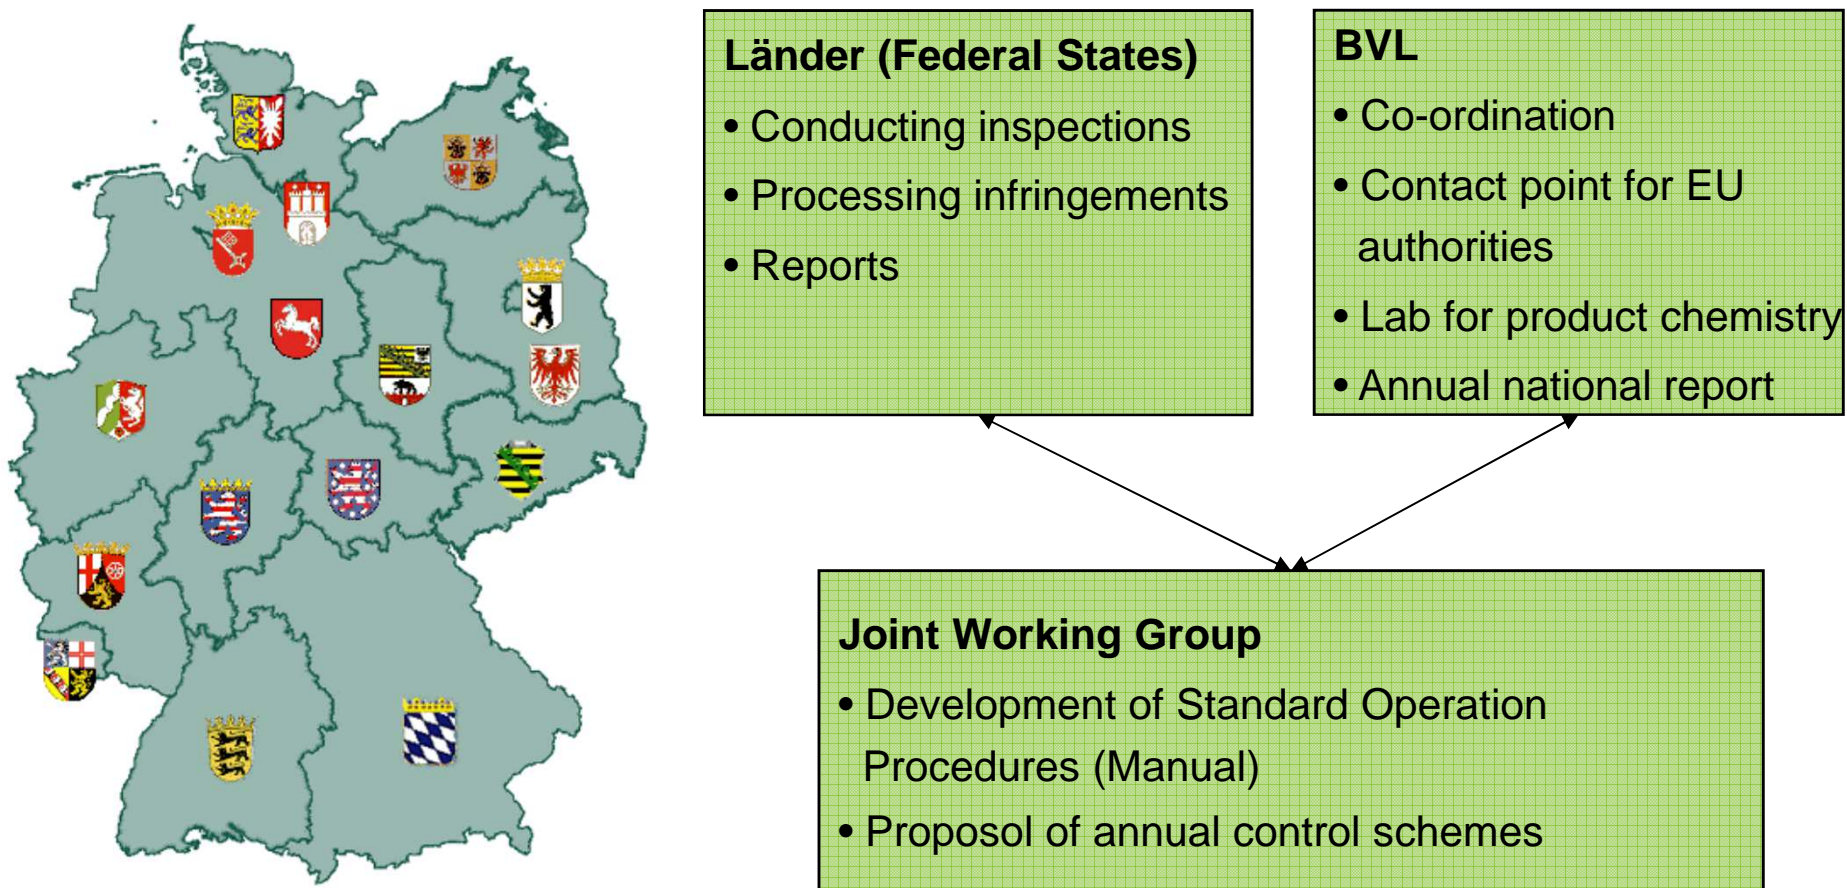 Länder (Federal States)
• Conducting inspections
• Processing infringements
• Reports
BVL
• Co-ordination
• Contact point for EU
authorities
• Lab for product chemistry
• Annual national report
Joint Working Group
• Development of Standard Operation
Procedures (Manual)
• Proposol of annual control schemes